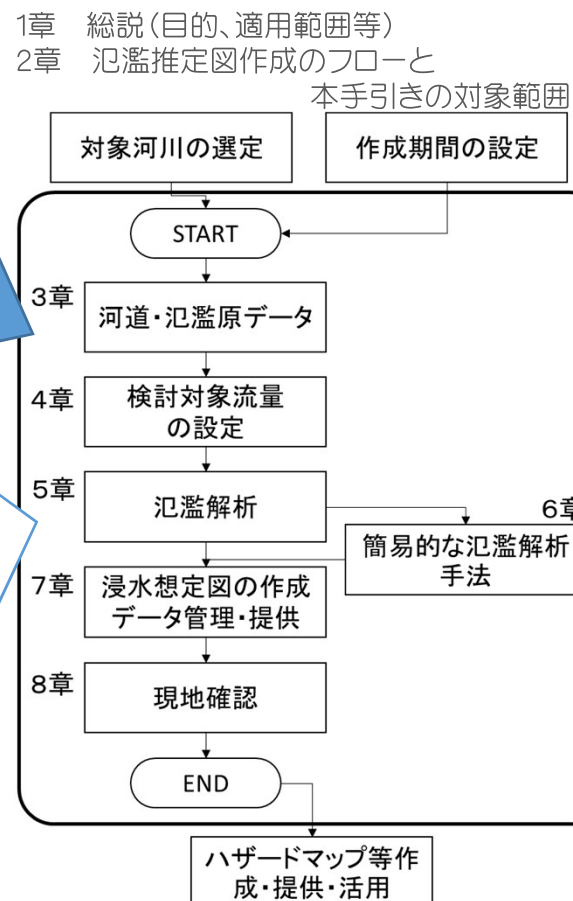 1章　総説（目的、適用範囲等）
2章　氾濫推定図作成のフローと
本手引きの対象範囲
対象河川の選定
作成期間の設定
START
3章
河道・氾濫原データ
4章
検討対象流量
の設定
5章
氾濫解析
6章
簡易的な氾濫解析
手法
7章
浸水想定図の作成
データ管理・提供
8章
現地確認
END
ハザードマップ等作
成・提供・活用